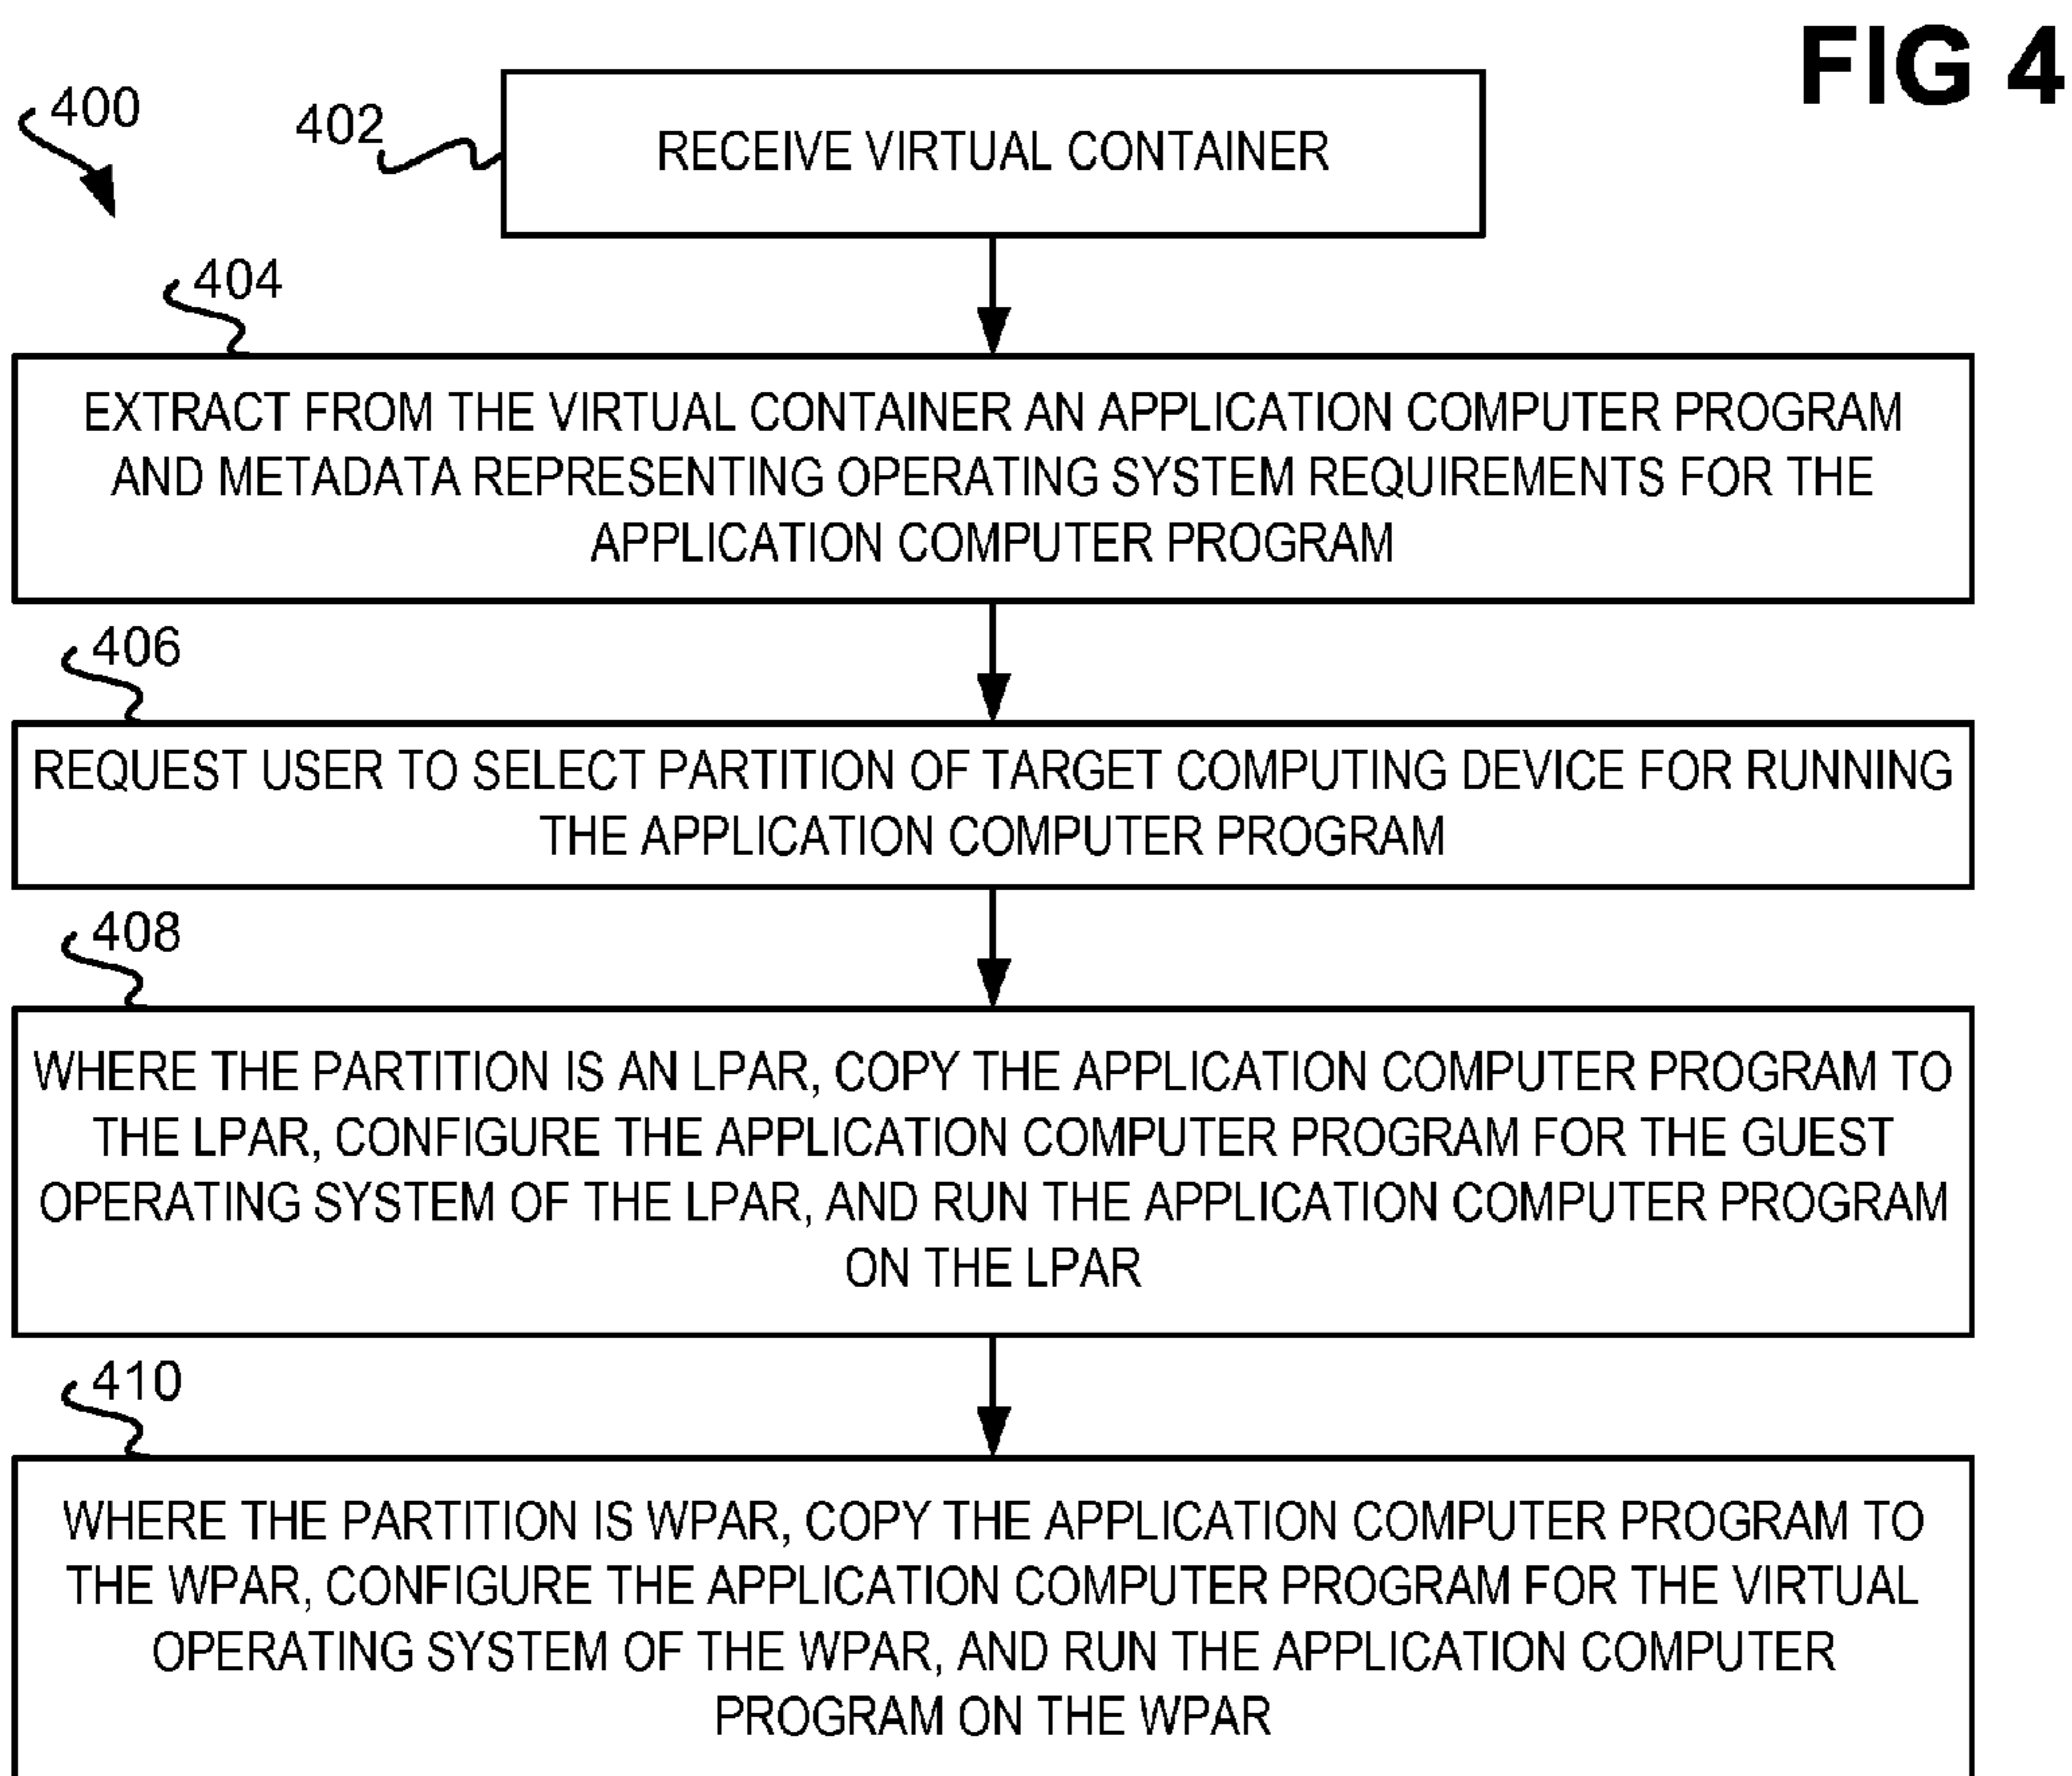 FIG 4
400
402
RECEIVE VIRTUAL CONTAINER
404
EXTRACT FROM THE VIRTUAL CONTAINER AN APPLICATION COMPUTER PROGRAM
AND METADATA REPRESENTING OPERATING SYSTEM REQUIREMENTS FOR THE
APPLICATION COMPUTER PROGRAM
406
REQUEST USER TO SELECT PARTITION OF TARGET COMPUTING DEVICE FOR RUNNING
THE APPLICATION COMPUTER PROGRAM
408
WHERE THE PARTITION IS AN LPAR, COPY THE APPLICATION COMPUTER PROGRAM TO
THE LPAR, CONFIGURE THE APPLICATION COMPUTER PROGRAM FOR THE GUEST
OPERATING SYSTEM OF THE LPAR, AND RUN THE APPLICATION COMPUTER PROGRAM
ON THE LPAR
410
WHERE THE PARTITION IS WPAR, COPY THE APPLICATION COMPUTER PROGRAM TO
THE WPAR, CONFIGURE THE APPLICATION COMPUTER PROGRAM FOR THE VIRTUAL
OPERATING SYSTEM OF THE WPAR, AND RUN THE APPLICATION COMPUTER
PROGRAM ON THE WPAR